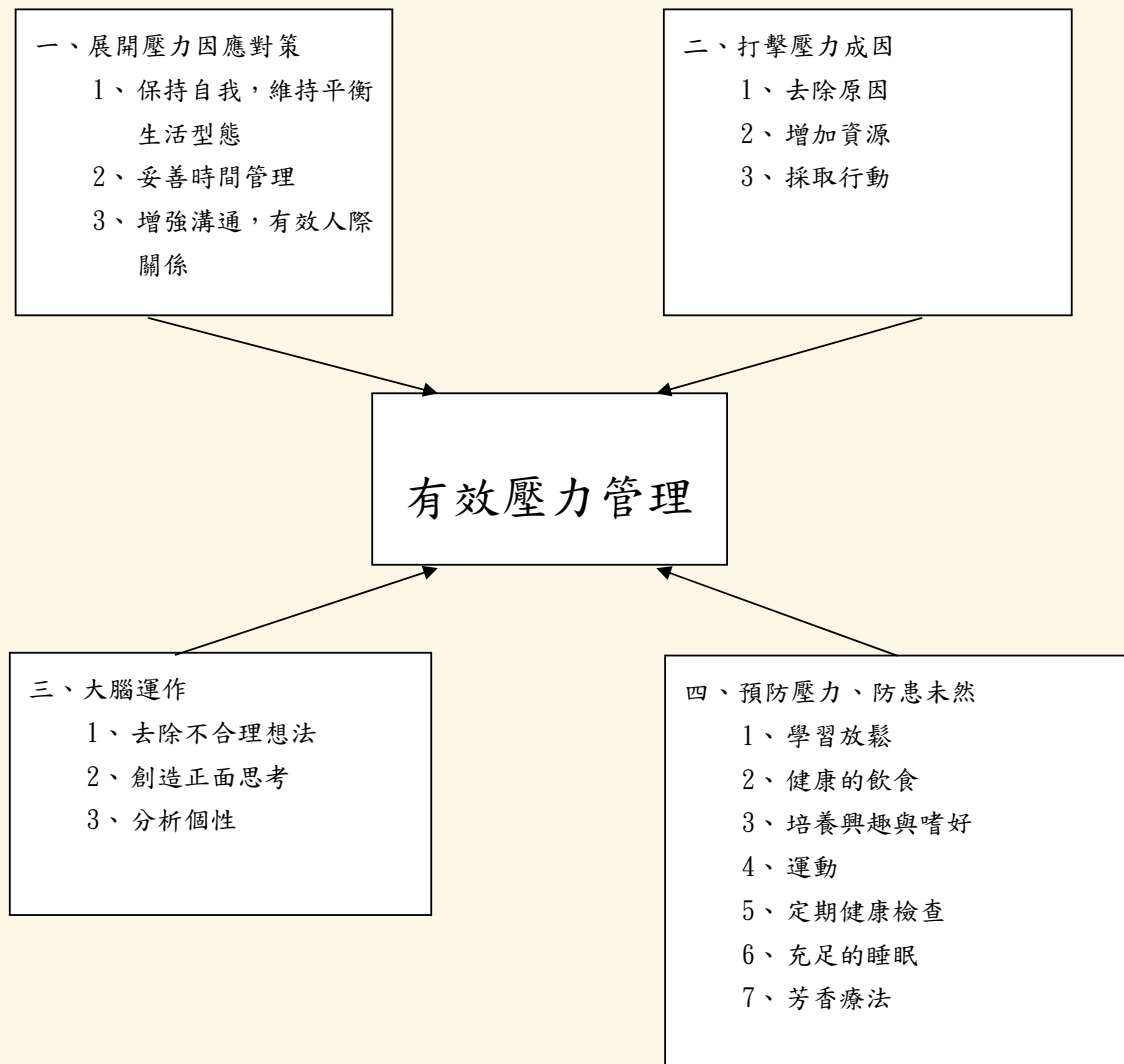 一、展開壓力因應對策
1、保持自我，維持平衡
生活型態
2、妥善時間管理
3、增強溝通，有效人際
關係
二、打擊壓力成因
1、去除原因
2、增加資源
3、採取行動
有效壓力管理
三、大腦運作
1、去除不合理想法
2、創造正面思考
3、分析個性
四、預防壓力、防患未然
1、學習放鬆
2、健康的飲食
3、培養興趣與嗜好
4、運動
5、定期健康檢查
6、充足的睡眠
7、芳香療法